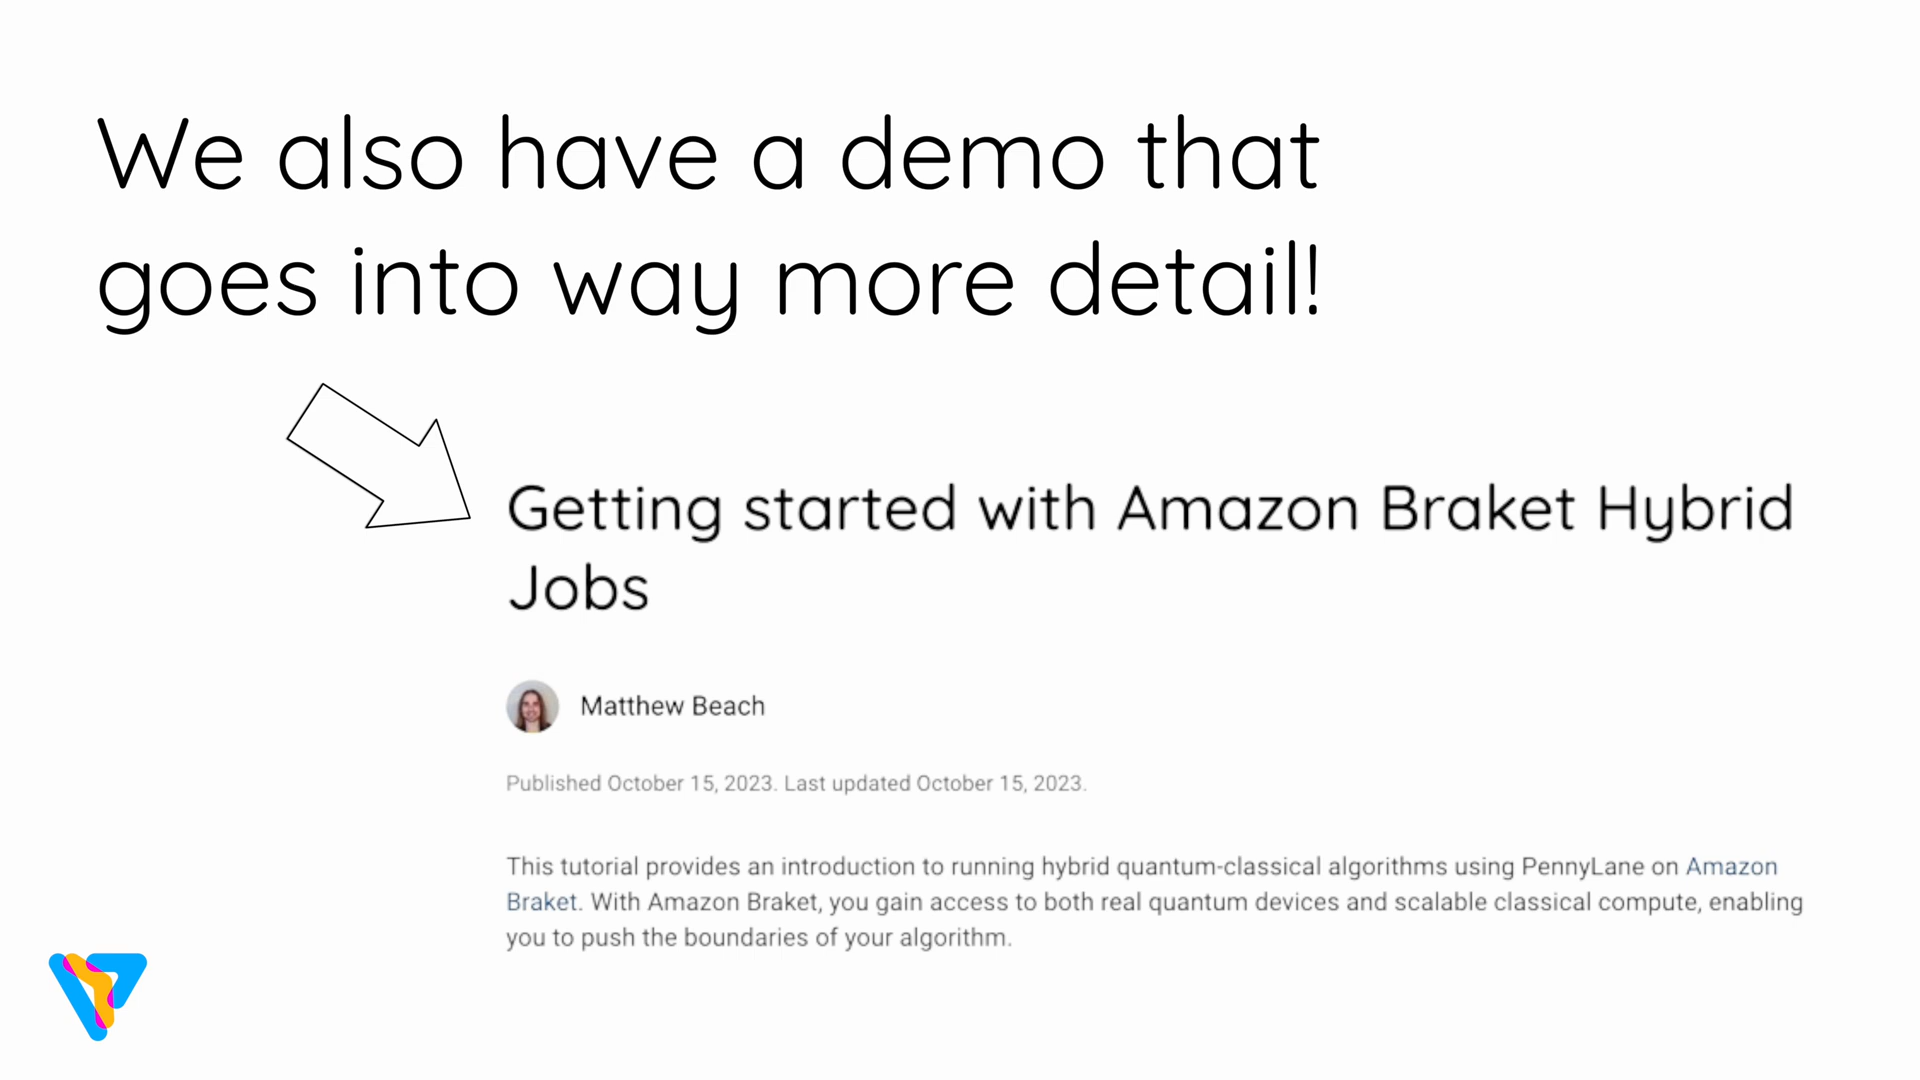 We also have a demo that
goes into way more detail!
Getting started with Amazon Braket Hybrid
Jobs
Matthew Beach
Published October 15, 2023. Last updated October 15, 2023.
This tutorial provides an introduction to running hybrid quantum-classical algorithms using PennyLane on Amazon
Braket. With Amazon Braket, you gain access to both real quantum devices and scalable classical compute, enabling
you to push the boundaries of your algorithm.